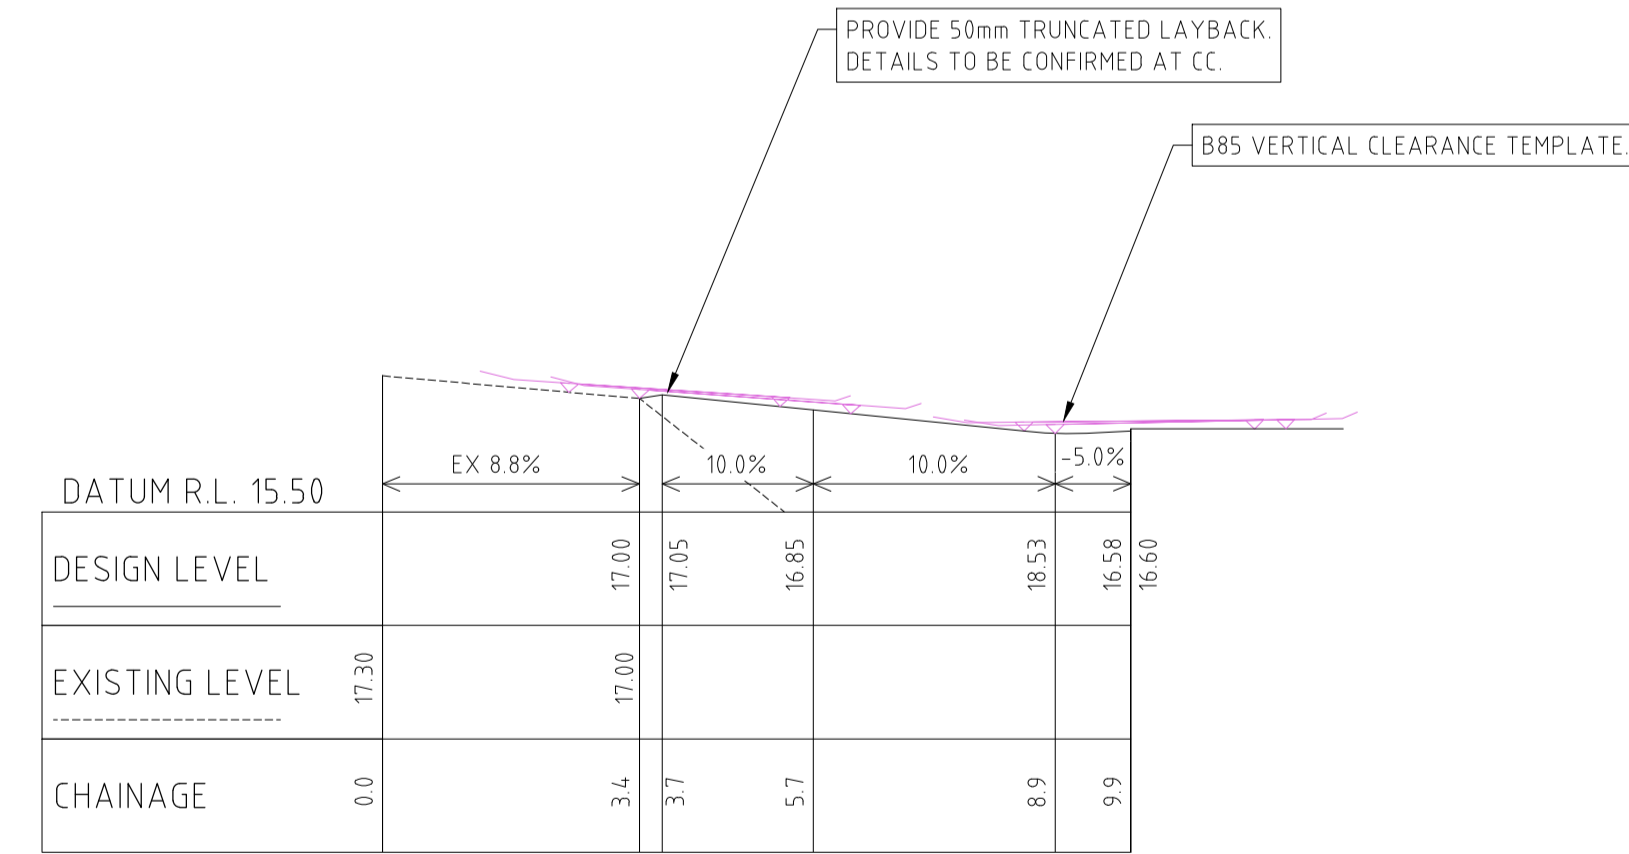 PROVIDE 50mm TRUNCATED LAYBACK.
DETAILS TO BE CONFIRMED AT CC.
B85 VERTICAL CLEARANCE TEMPLATE.
EX 8.8%
10.0%
10.0%
-5.0%
DATUM R.L. 15.50
DESIGN LEVEL
17.00
17.05
16.85
18.53
16.58
16.60
EXISTING LEVEL
17.30
17.00
CHAINAGE
0.0
3.4
3.7
5.7
8.9
9.9